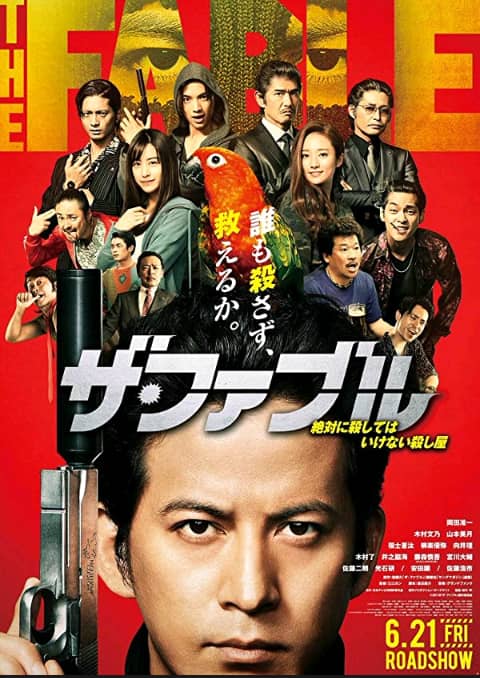 THE
FABLE
誰も殺さず、
救えるか。
ザ・ファブル
絶対に殺しては
いけない殺し屋
岡田准一
木村文乃 山本美月
福士蒼汰 柳楽優弥 向井理
木村了 井之脇海 藤森慎吾 宮川大輔
佐藤二朗 光石研 / 安田顕 / 佐藤浩市
6.21 FRI
ROADSHOW